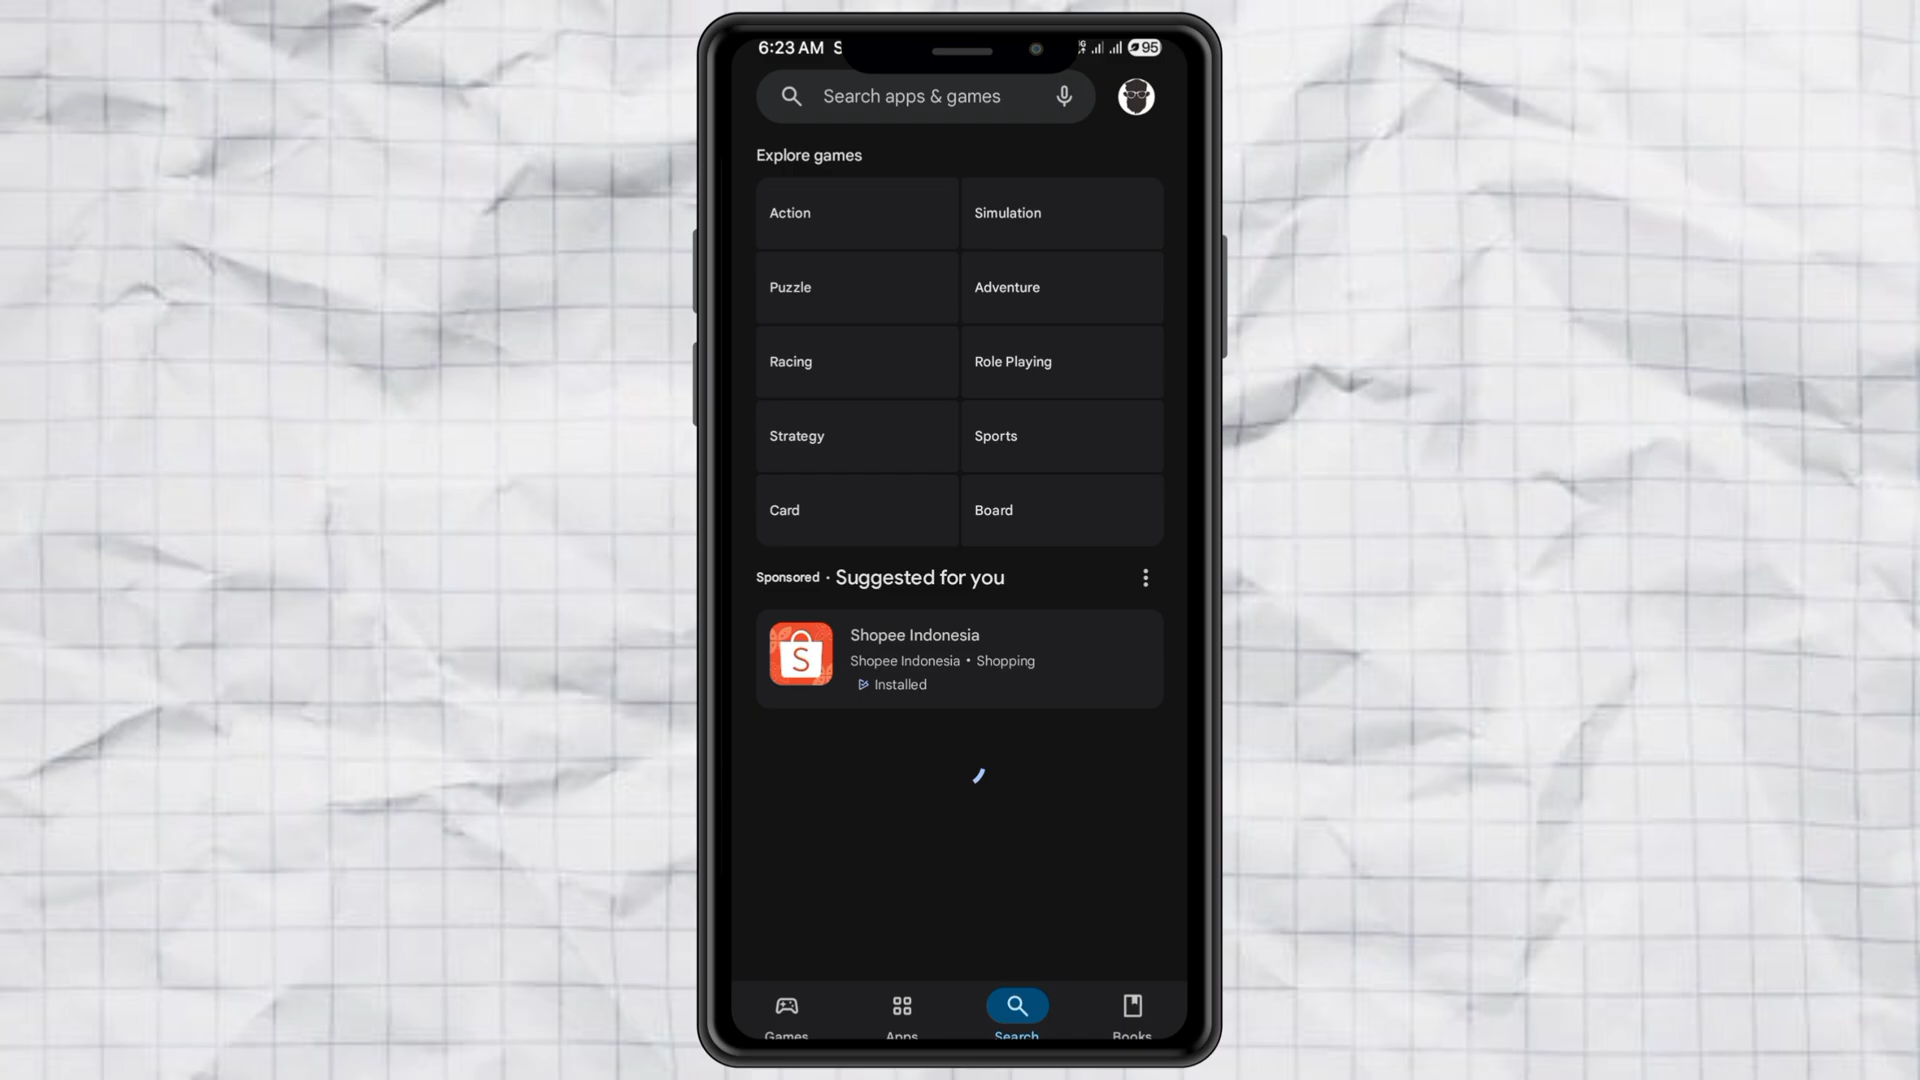 6:23 AM S
95
Search apps & games
Explore games
Action
Simulation
Puzzle
Adventure
Racing
Role Playing
Strategy
Sports
Card
Board
Sponsored • Suggested for you
S
Shopee Indonesia
Shopee Indonesia • Shopping
Installed
Games
Apps
Search
Books